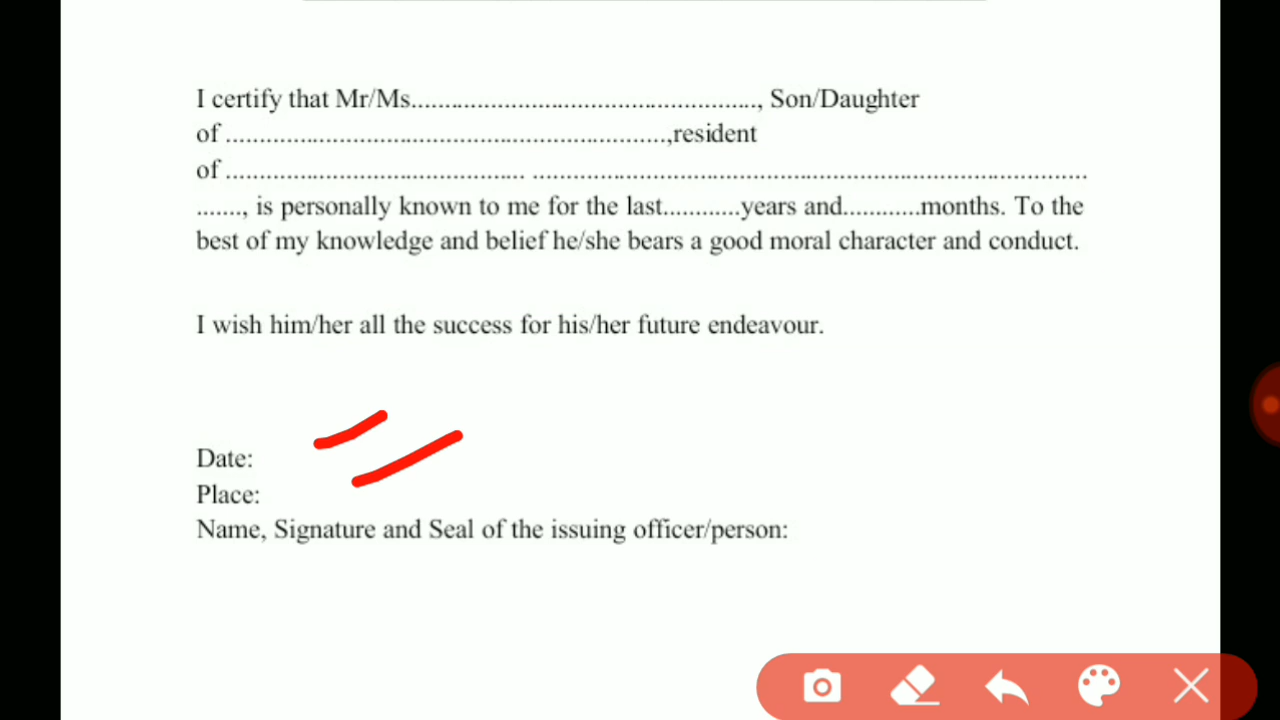 I certify that Mr/Ms...................................................., Son/Daughter
of ..................................................................,resident
of ............................................. ...................................................................................
......., is personally known to me for the last............years and............months. To the
best of my knowledge and belief he/she bears a good moral character and conduct.
I wish him/her all the success for his/her future endeavour.
Date:
Place:
Name, Signature and Seal of the issuing officer/person: